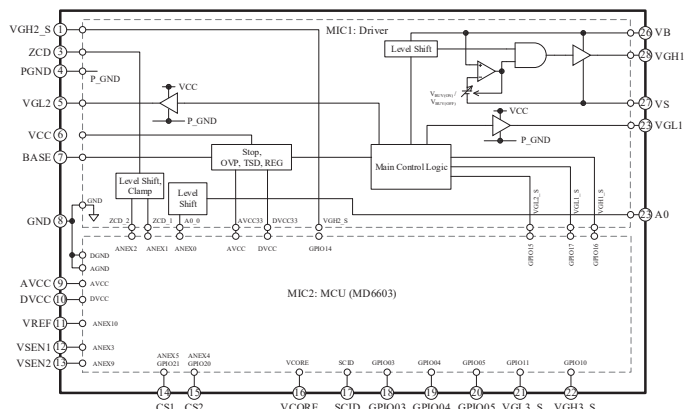 MIC1: Driver
VGH2_S 1
ZCD 3
PGND 4
P_GND
VGL2 5
VCC
P_GND
VCC 6
BASE 7
Stop,
OVP, TSD, REG
Level Shift
VBUV(ON) /
VBUV(OFF)
26 VB
28 VGH1
27 VS
VCC
23 VGL1
P_GND
Main Control Logic
Level Shift,
Clamp
Level
Shift
GND
GND 8
23 A0
ZCD_2
ZCD_1
A0_0
AVCC33
DVCC33
VGH2_S
VGL2_S
VGL1_S
VGH1_S
ANEX2
ANEX1
ANEX0
AVCC
DVCC
GPIO14
GPIO15
GPIO17
GPIO16
DGND
AGND
AVCC 9 AVCC
DVCC 10 DVCC
MIC2: MCU (MD6603)
VREF 11 ANEX10
VSEN1 12 ANEX3
VSEN2 13 ANEX9
ANEX5
GPIO21
ANEX4
GPIO20
VCORE
SCID
GPIO03
GPIO04
GPIO05
GPIO11
GPIO10
14 15 16 17 18 19 20 21 22
CS1 CS2 VCORE SCID GPIO03 GPIO04 GPIO05 VGL3_S VGH3_S